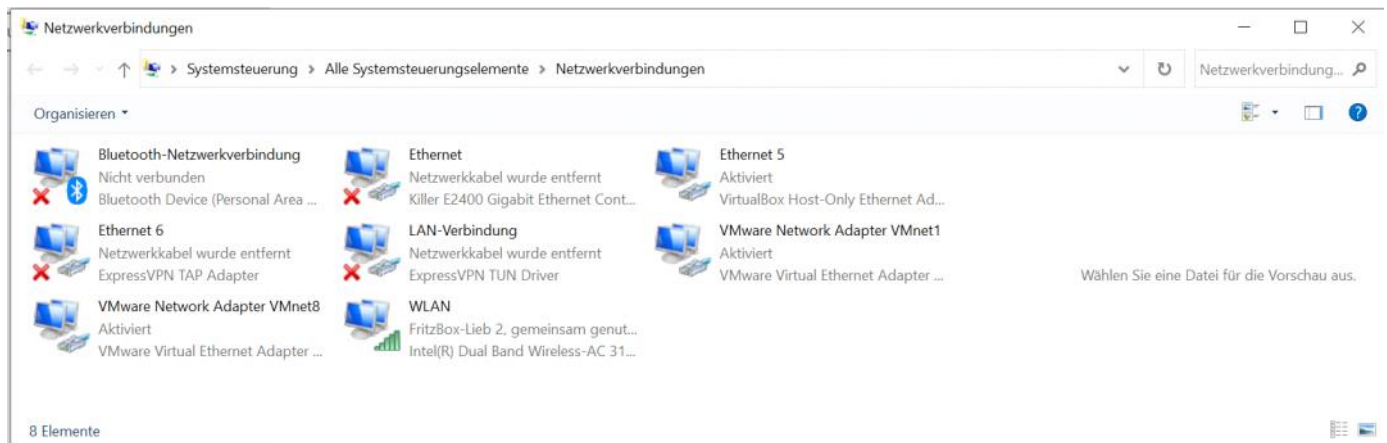 Netzwerkverbindungen
Systemsteuerung > Alle Systemsteuerungselemente > Netzwerkverbindungen
Netzwerkverbindung...
Organisieren
Bluetooth-Netzwerkverbindung
Nicht verbunden
Bluetooth Device (Personal Area ...
Ethernet
Netzwerkkabel wurde entfernt
Killer E2400 Gigabit Ethernet Cont...
Ethernet 5
Aktiviert
VirtualBox Host-Only Ethernet Ad...
Ethernet 6
Netzwerkkabel wurde entfernt
ExpressVPN TAP Adapter
LAN-Verbindung
Netzwerkkabel wurde entfernt
ExpressVPN TUN Driver
VMware Network Adapter VMnet1
Aktiviert
VMware Virtual Ethernet Adapter ...
VMware Network Adapter VMnet8
Aktiviert
VMware Virtual Ethernet Adapter ...
WLAN
FritzBox-Lieb 2, gemeinsam genut...
Intel(R) Dual Band Wireless-AC 31...
Wählen Sie eine Datei für die Vorschau aus.
8 Elemente